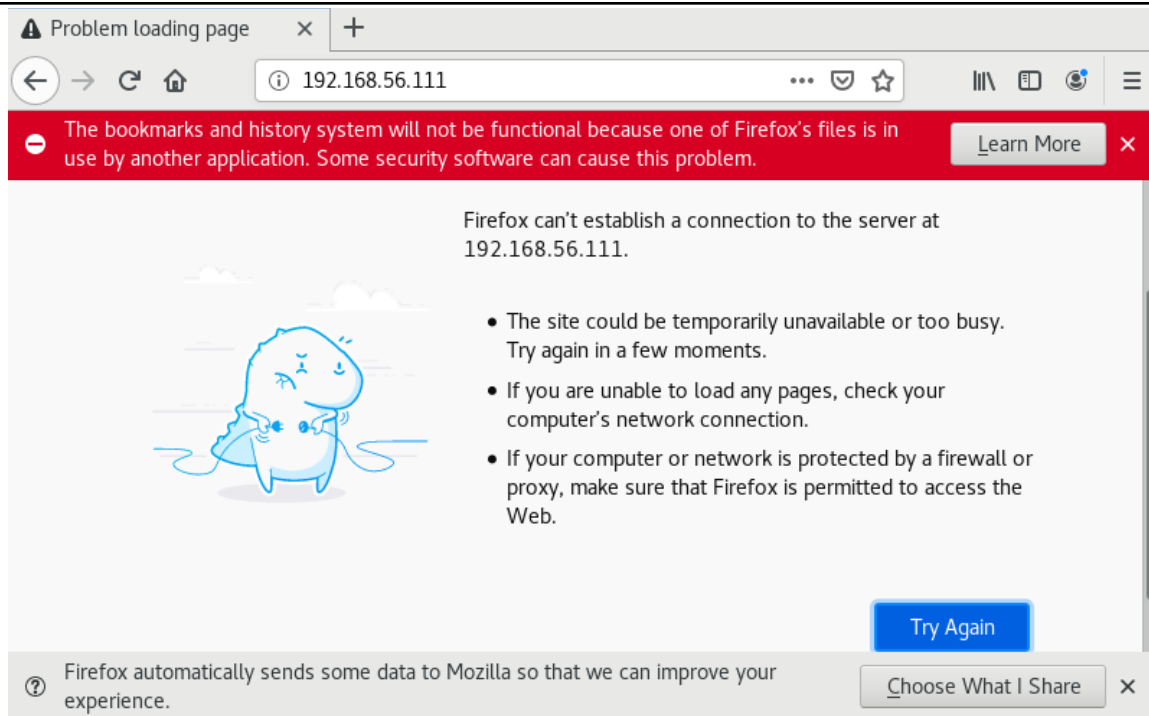 Problem loading page
192.168.56.111
The bookmarks and history system will not be functional because one of Firefox's files is in
use by another application. Some security software can cause this problem.
Learn More
Firefox can't establish a connection to the server at
192.168.56.111.
• The site could be temporarily unavailable or too busy.
Try again in a few moments.
• If you are unable to load any pages, check your
computer's network connection.
• If your computer or network is protected by a firewall or
proxy, make sure that Firefox is permitted to access the
Web.
Try Again
Firefox automatically sends some data to Mozilla so that we can improve your
experience.
Choose What I Share